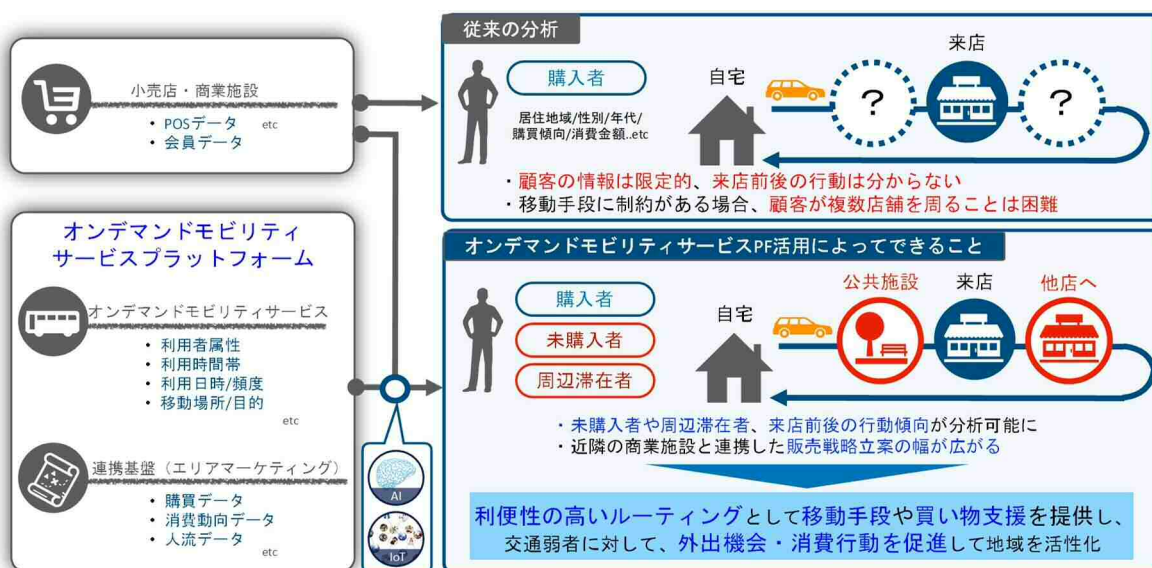 小売店・商業施設
・ POSデータ etc
・ 会員データ
オンデマンドモビリティ
サービスプラットフォーム
オンデマンドモビリティサービス
・ 利用者属性
・ 利用時間帯
・ 利用日時/頻度
・ 移動場所/目的
etc
連携基盤（エリアマーケティング）
・ 購買データ
・ 消費動向データ
・ 人流データ
etc
AI
IoT
従来の分析
購入者
居住地域/性別/年代/
購買傾向/消費金額..etc
自宅
?
来店
?
・顧客の情報は限定的、来店前後の行動は分からない
・移動手段に制約がある場合、顧客が複数店舗を周ることは困難
オンデマンドモビリティサービスPF活用によってできること
購入者
未購入者
周辺滞在者
自宅
公共施設
来店
他店へ
・未購入者や周辺滞在者、来店前後の行動傾向が分析可能に
・近隣の商業施設と連携した販売戦略立案の幅が広がる
利便性の高いルーティングとして移動手段や買い物支援を提供し、
交通弱者に対して、外出機会・消費行動を促進して地域を活性化